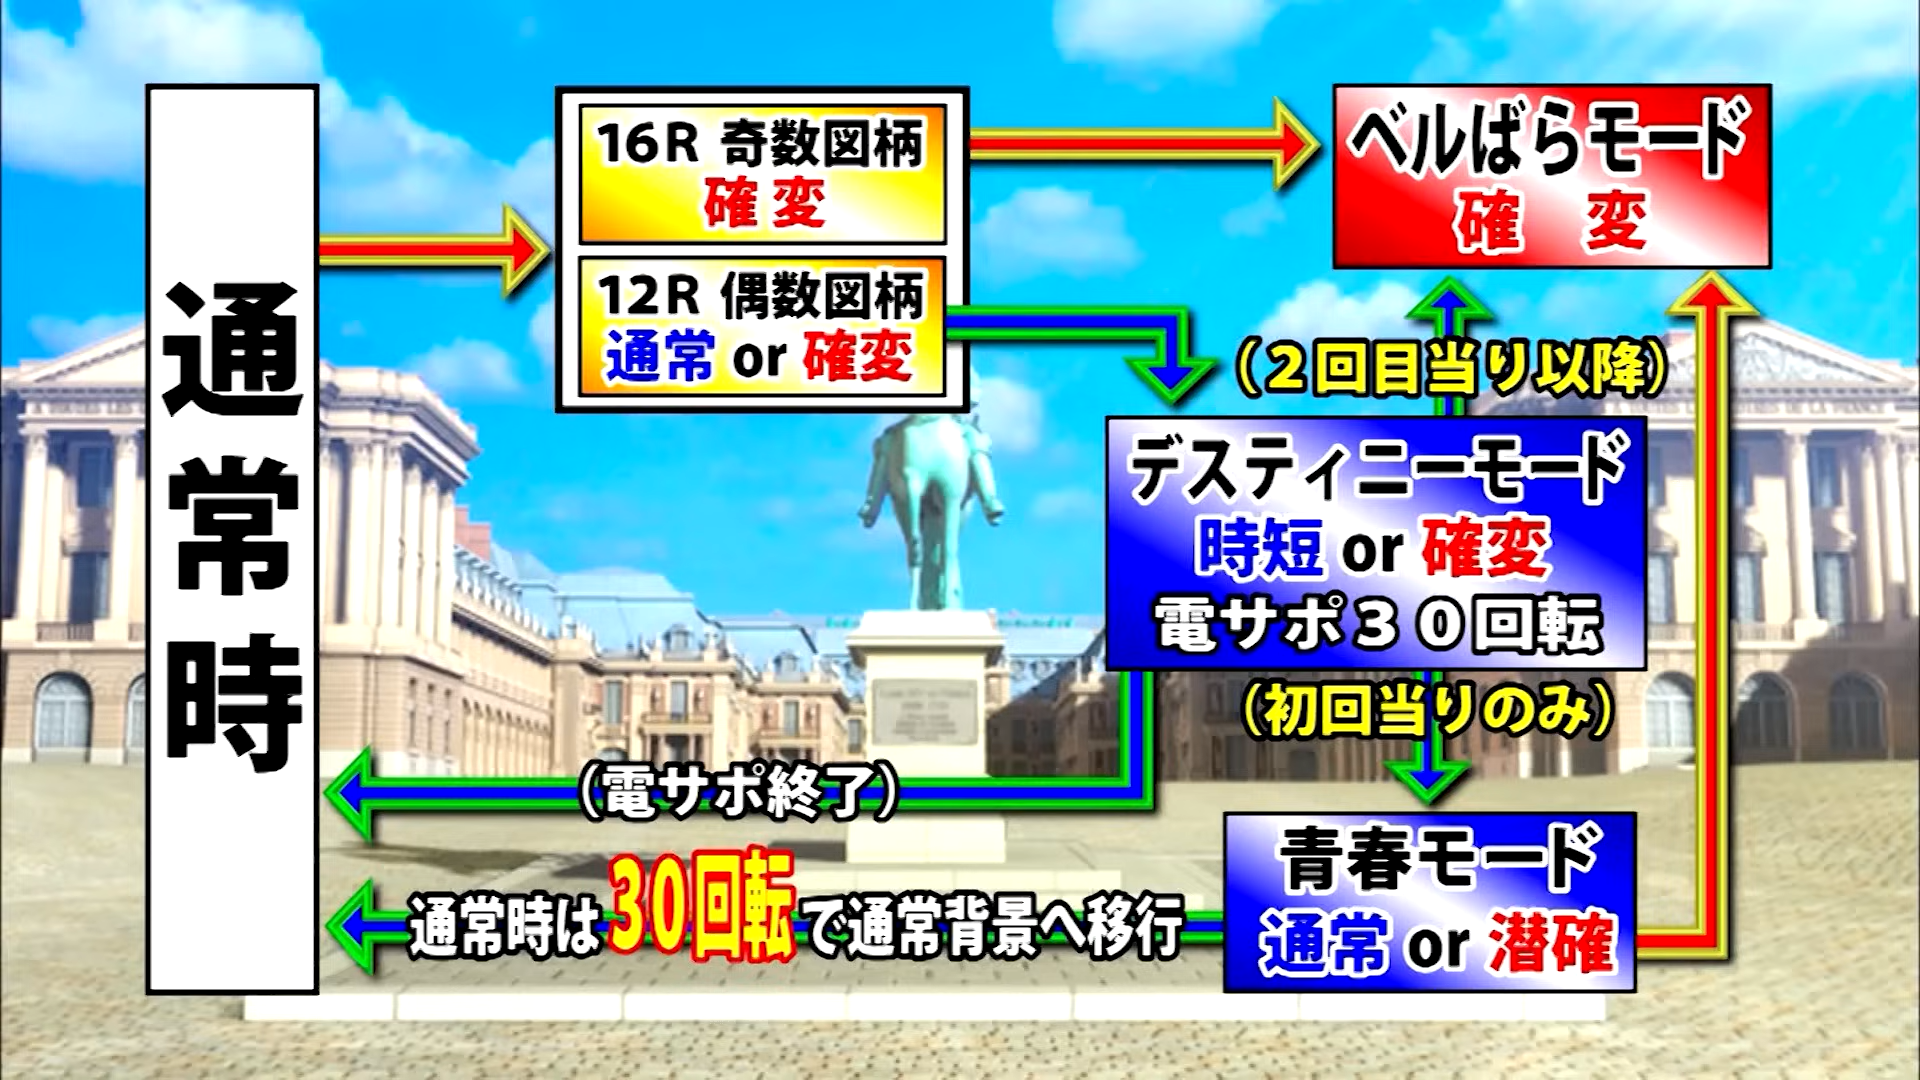 通常時
16R 奇数図柄
確変
12R 偶数図柄
通常 or 確変
ベルばらモード
確 変
（２回目当り以降）
デスティニーモード
時短 or 確変
電サポ３０回転
（初回当りのみ）
（電サポ終了）
青春モード
通常 or 潜確
通常時は30回転で通常背景へ移行